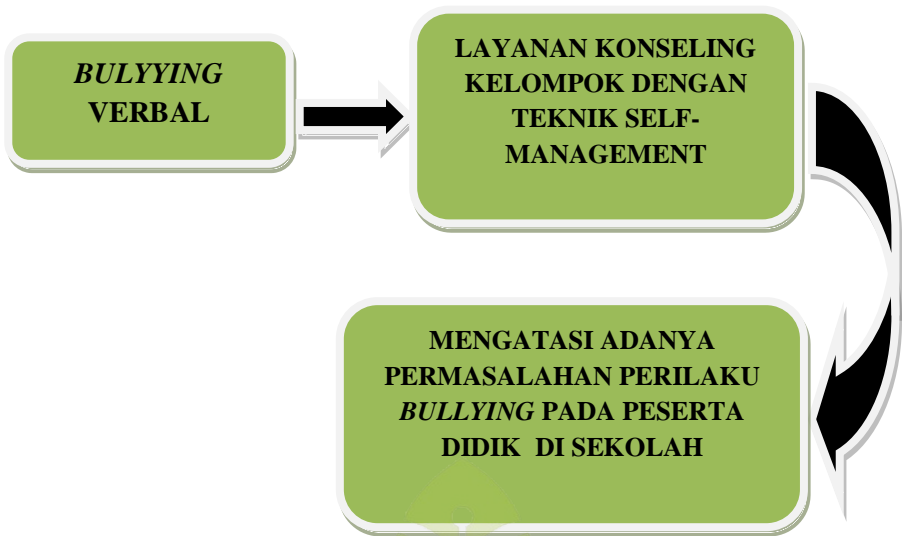 BULYYING
VERBAL
LAYANAN KONSELING
KELOMPOK DENGAN
TEKNIK SELF-
MANAGEMENT
MENGATASI ADANYA
PERMASALAHAN PERILAKU
BULLYING PADA PESERTA
DIDIK DI SEKOLAH